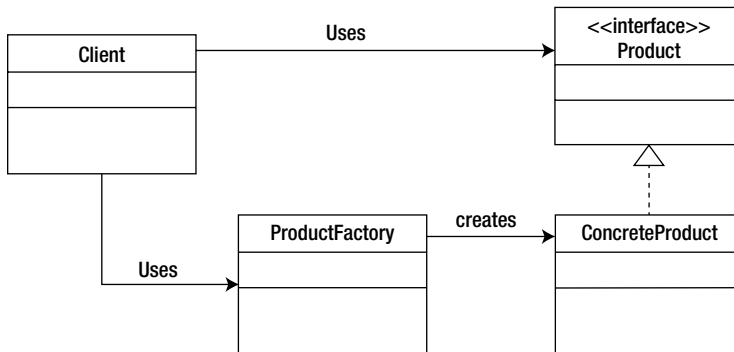 Client
Uses
<<interface>>
Product
Uses
ProductFactory
creates
ConcreteProduct